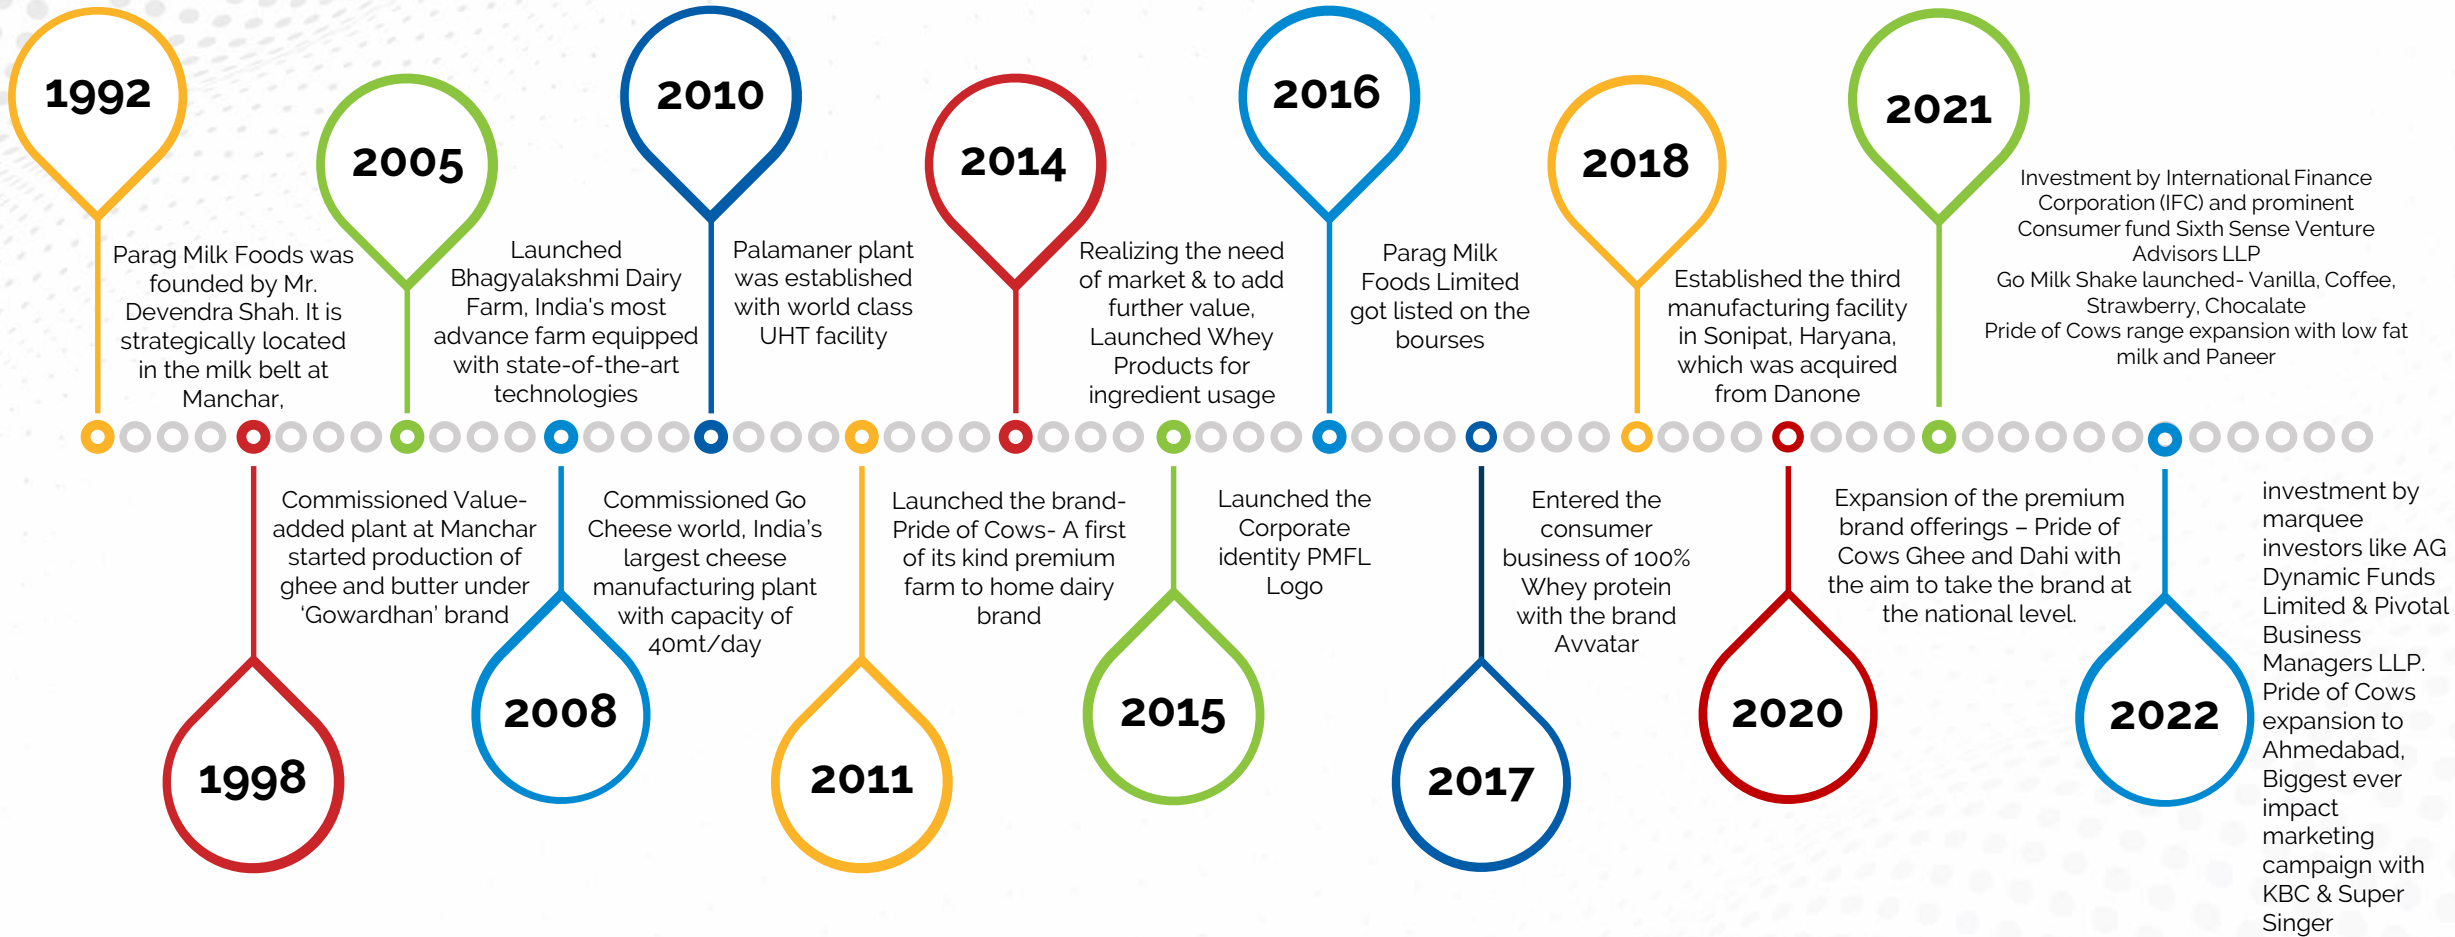 1992
Parag Milk Foods was
founded by Mr.
Devendra Shah. It is
strategically located
in the milk belt at
Manchar,
1998
Commissioned Value-
added plant at Manchar
started production of
ghee and butter under
‘Gowardhan’ brand
2005
Launched
Bhagyalakshmi Dairy
Farm, India's most
advance farm equipped
with state-of-the-art
technologies
2008
Commissioned Go
Cheese world, India’s
largest cheese
manufacturing plant
with capacity of
40mt/day
2010
Palamaner plant
was established
with world class
UHT facility
2011
Launched the brand-
Pride of Cows- A first
of its kind premium
farm to home dairy
brand
2014
Realizing the need
of market & to add
further value,
Launched Whey
Products for
ingredient usage
2015
Launched the
Corporate
identity PMFL
Logo
2016
Parag Milk
Foods Limited
got listed on the
bourses
2017
Entered the
consumer
business of 100%
Whey protein
with the brand
Avvatar
2018
Established the third
manufacturing facility
in Sonipat, Haryana,
which was acquired
from Danone
2020
Expansion of the premium
brand offerings – Pride of
Cows Ghee and Dahi with
the aim to take the brand at
the national level.
2021
Investment by International Finance
Corporation (IFC) and prominent
Consumer fund Sixth Sense Venture
Advisors LLP
Go Milk Shake launched- Vanilla, Coffee,
Strawberry, Chocalate
Pride of Cows range expansion with low fat
milk and Paneer
2022
investment by
marquee
investors like AG
Dynamic Funds
Limited & Pivotal
Business
Managers LLP.
Pride of Cows
expansion to
Ahmedabad,
Biggest ever
impact
marketing
campaign with
KBC & Super
Singer